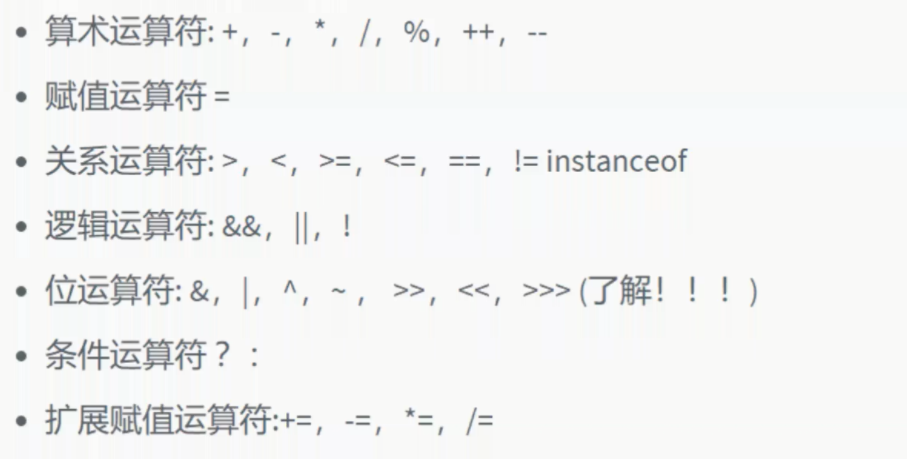 • 算术运算符: +，-，*，/，%，++，--
• 赋值运算符 =
• 关系运算符: >，<，>=，<=，==，!= instanceof
• 逻辑运算符: &&，||，!
• 位运算符: &，|，^，~ ， >>，<<，>>> (了解！！！)
• 条件运算符？ ：
• 扩展赋值运算符:+=，-=，*=，/=